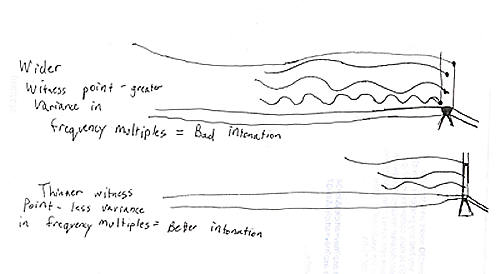 Wider
Witness point - greater
Variance in
frequency multiples = Bad intonation
Thinner witness
Point - less variance
in frequency multiples = Better intonation